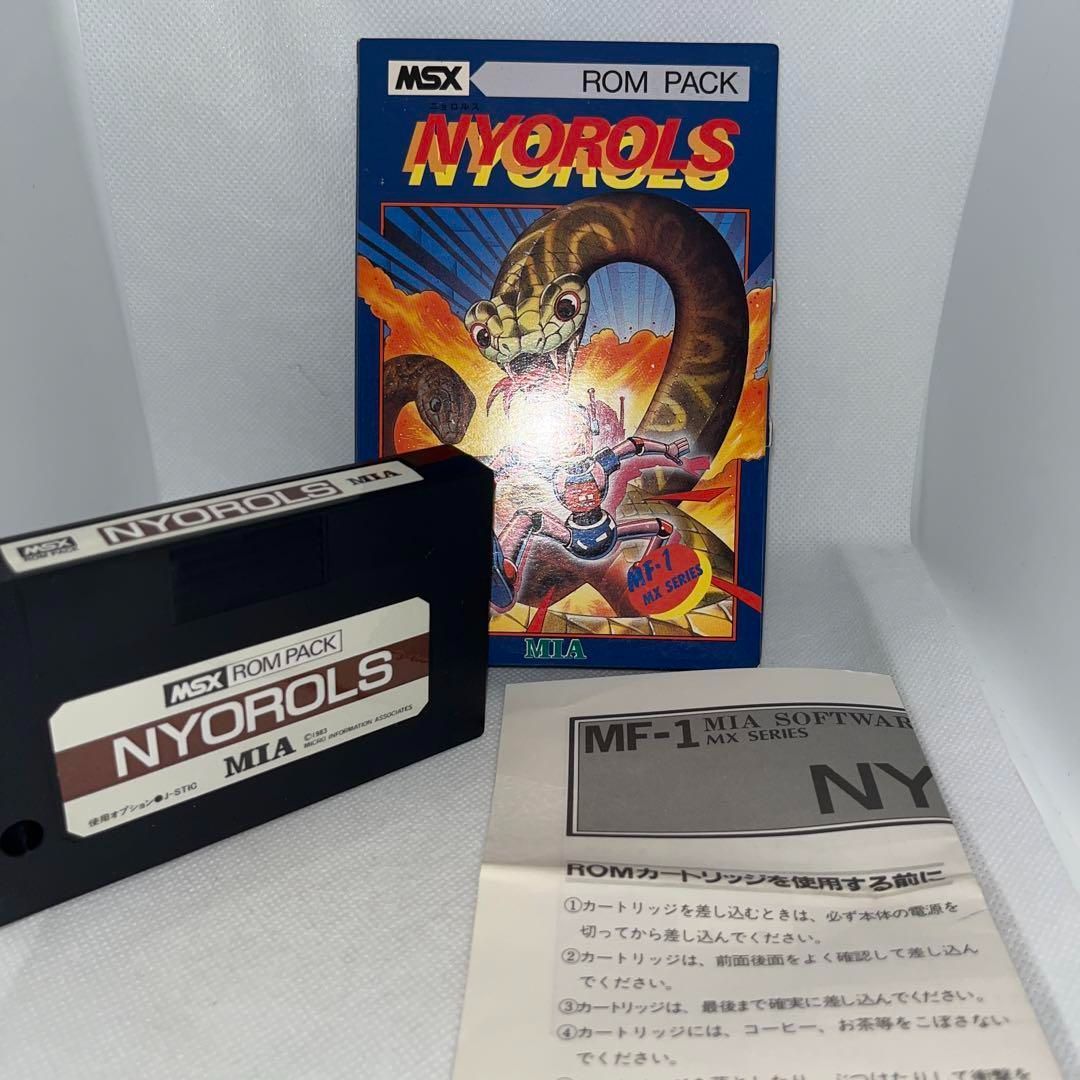 MSX ROM PACK
ニョロルス
NYOROLS
MF-1
MX SERIES
MIA
MSX
ROM PACK
NYOROLS
MIA
MSX ROM PACK
NYOROLS
MIA
©1983
MICRO INFORMATION ASSOCIATES
使用オプション●J-STIC
MF-1
MIA SOFTWAR
MX SERIES
NY
ROMカートリッジを使用する前に
①カートリッジを差し込むときは、必ず本体の電源を
切ってから差し込んでください。
②カートリッジは、前面後面をよく確認して差し込ん
でください。
③カートリッジは、最後まで確実に差し込んでください。
④カートリッジには、コーヒー、お茶等をこぼさない
でください。